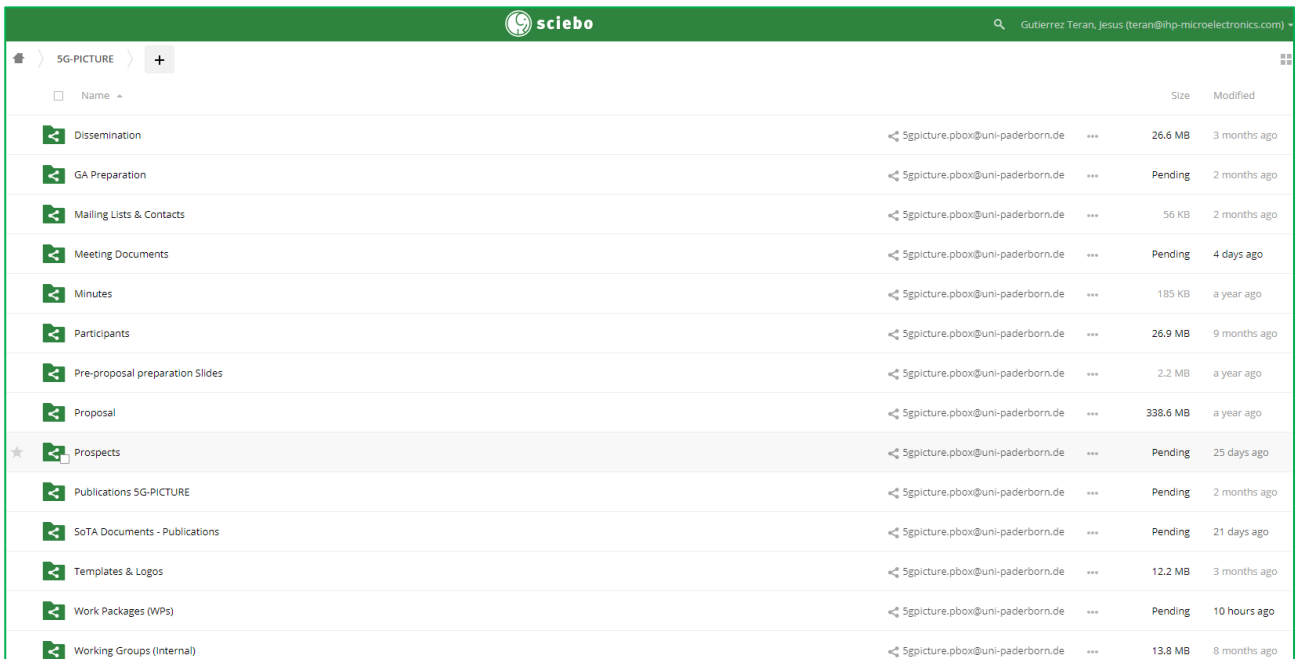 sciebo
Gutierrez Teran, Jesus (teran@ihp-microelectronics.com)
5G-PICTURE +
Name Size Modified
Dissemination 5gpicture.pbox@uni-paderborn.de ••• 26.6 MB 3 months ago
GA Preparation 5gpicture.pbox@uni-paderborn.de ••• Pending 2 months ago
Mailing Lists & Contacts 5gpicture.pbox@uni-paderborn.de ••• 56 KB 2 months ago
Meeting Documents 5gpicture.pbox@uni-paderborn.de ••• Pending 4 days ago
Minutes 5gpicture.pbox@uni-paderborn.de ••• 185 KB a year ago
Participants 5gpicture.pbox@uni-paderborn.de ••• 26.9 MB 9 months ago
Pre-proposal preparation Slides 5gpicture.pbox@uni-paderborn.de ••• 2.2 MB a year ago
Proposal 5gpicture.pbox@uni-paderborn.de ••• 338.6 MB a year ago
Prospects 5gpicture.pbox@uni-paderborn.de ••• Pending 25 days ago
Publications 5G-PICTURE 5gpicture.pbox@uni-paderborn.de ••• Pending 2 months ago
SoTA Documents - Publications 5gpicture.pbox@uni-paderborn.de ••• Pending 21 days ago
Templates & Logos 5gpicture.pbox@uni-paderborn.de ••• 12.2 MB 3 months ago
Work Packages (WPs) 5gpicture.pbox@uni-paderborn.de ••• Pending 10 hours ago
Working Groups (Internal) 5gpicture.pbox@uni-paderborn.de ••• 13.8 MB 8 months ago